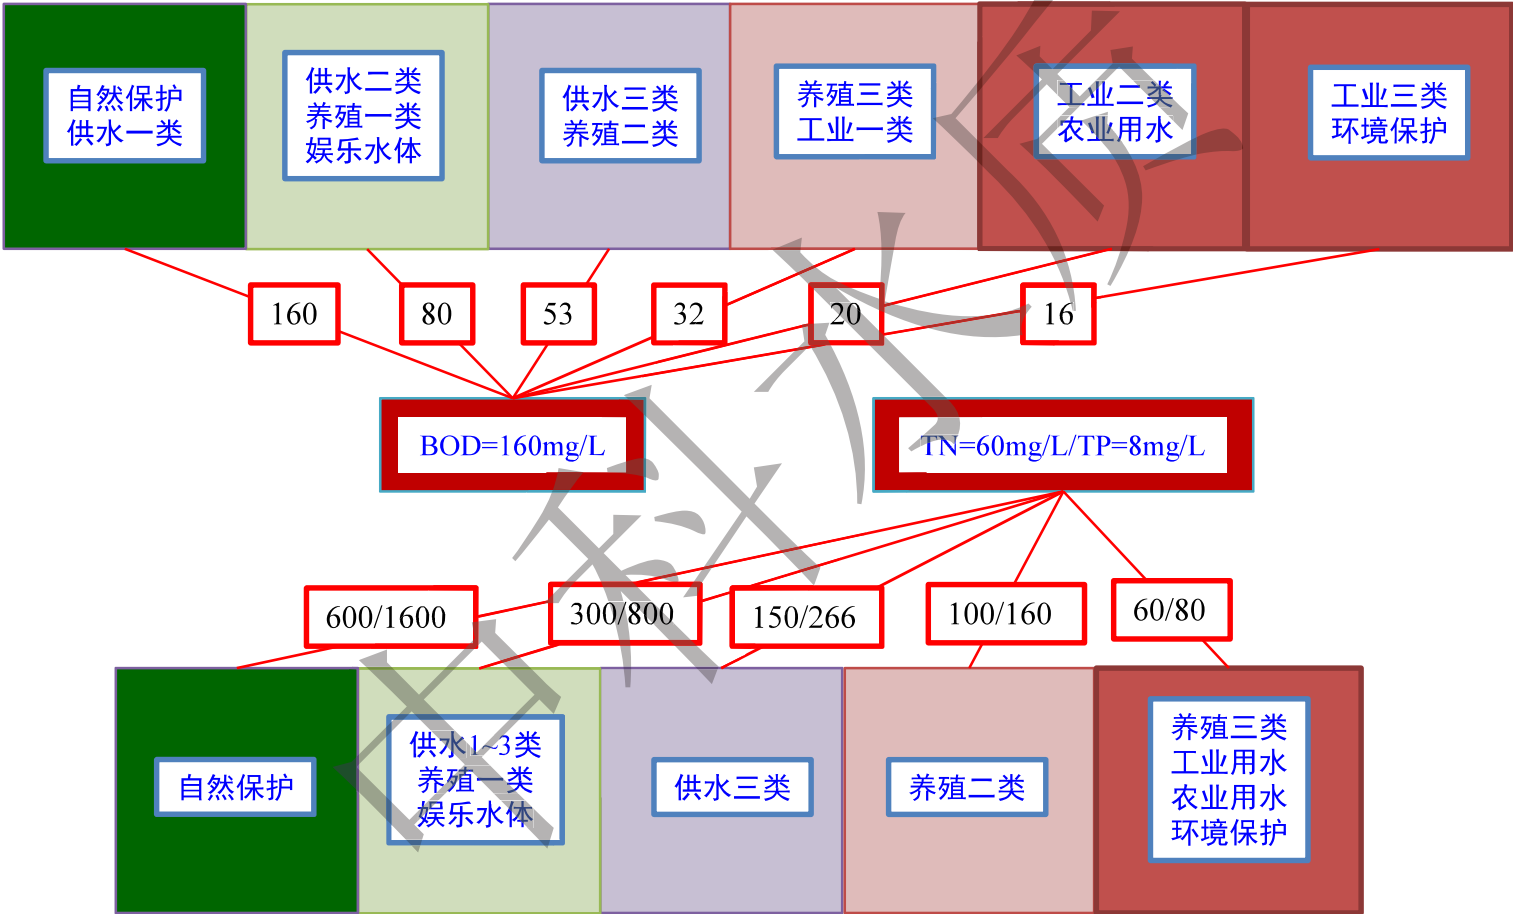 自然保护
供水一类
供水二类
养殖一类
娱乐水体
供水三类
养殖二类
养殖三类
工业一类
工业二类
农业用水
工业三类
环境保护
160
80
53
32
20
16
BOD=160mg/L
TN=60mg/L/TP=8mg/L
600/1600
300/800
150/266
100/160
60/80
自然保护
供水1~3类
养殖一类
娱乐水体
供水三类
养殖二类
养殖三类
工业用水
农业用水
环境保护
中科水质